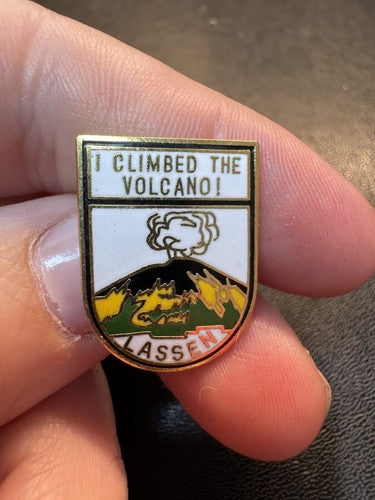 I CLIMBED THE
VOLCANO!
LASSEN